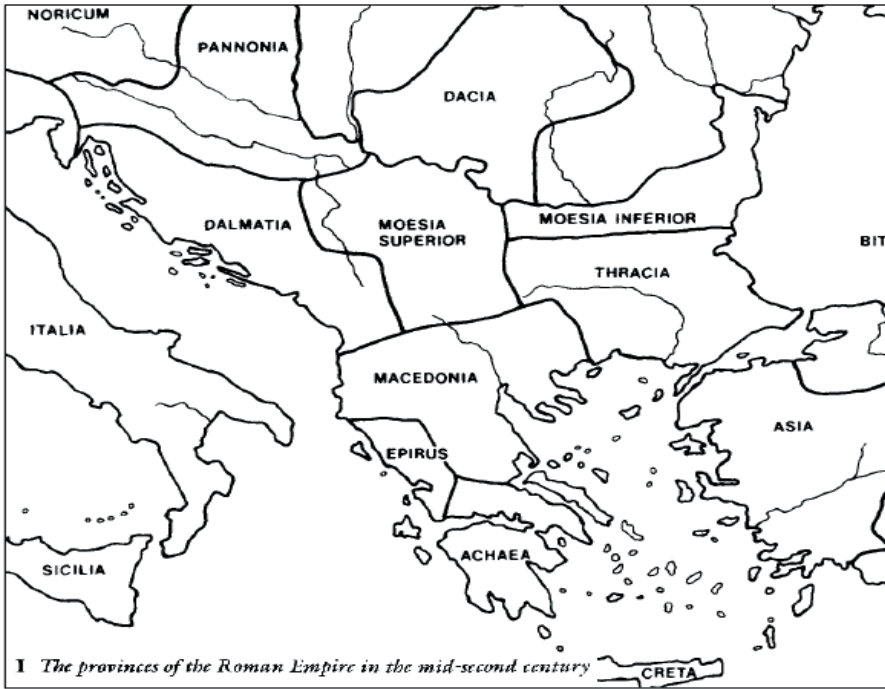 NORICUM
PANNONIA
DACIA
DALMATIA
MOESIA
SUPERIOR
MOESIA INFERIOR
BIT
THRACIA
ITALIA
MACEDONIA
ASIA
EPIRUS
ACHAEA
SICILIA
CRETA
1 The provinces of the Roman Empire in the mid-second century